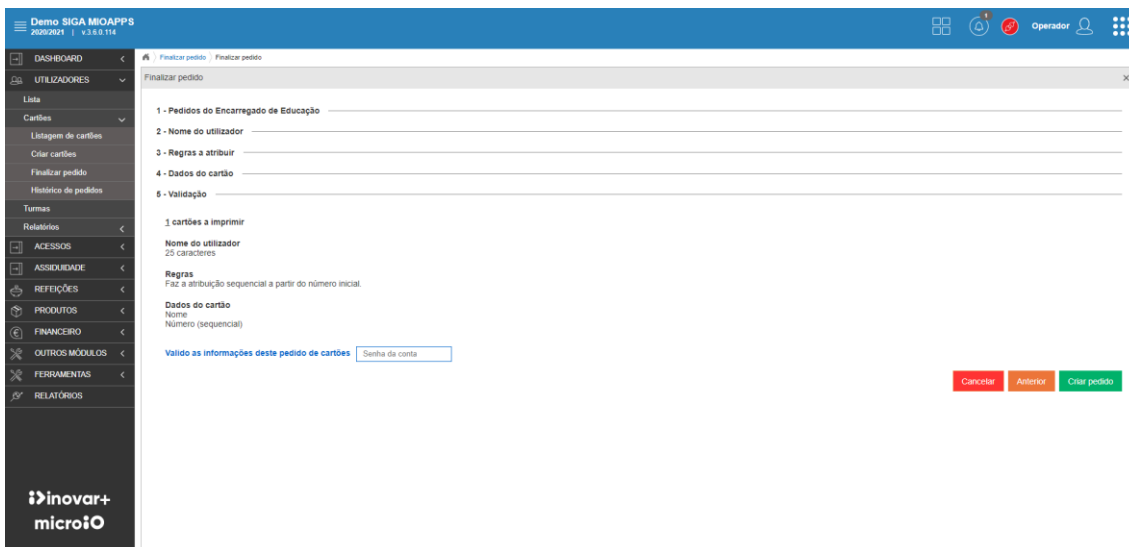 Demo SIGA MIOAPPS
2020/2021 | v.3.6.0.114
1
Operador
DASHBOARD
UTILIZADORES
Lista
Cartões
Listagem de cartões
Criar cartões
Finalizar pedido
Histórico de pedidos
Turmas
Relatórios
ACESSOS
ASSIDUIDADE
REFEIÇÕES
PRODUTOS
FINANCEIRO
OUTROS MÓDULOS
FERRAMENTAS
RELATÓRIOS
inovar+
microiO
Finalizar pedido Finalizar pedido
Finalizar pedido
1 - Pedidos do Encarregado de Educação
2 - Nome do utilizador
3 - Regras a atribuir
4 - Dados do cartão
5 - Validação
1 cartões a imprimir
Nome do utilizador
25 caracteres
Regras
Faz a atribuição sequencial a partir do número inicial.
Dados do cartão
Nome
Número (sequencial)
Valido as informações deste pedido de cartões Senha da conta
Cancelar Anterior Criar pedido